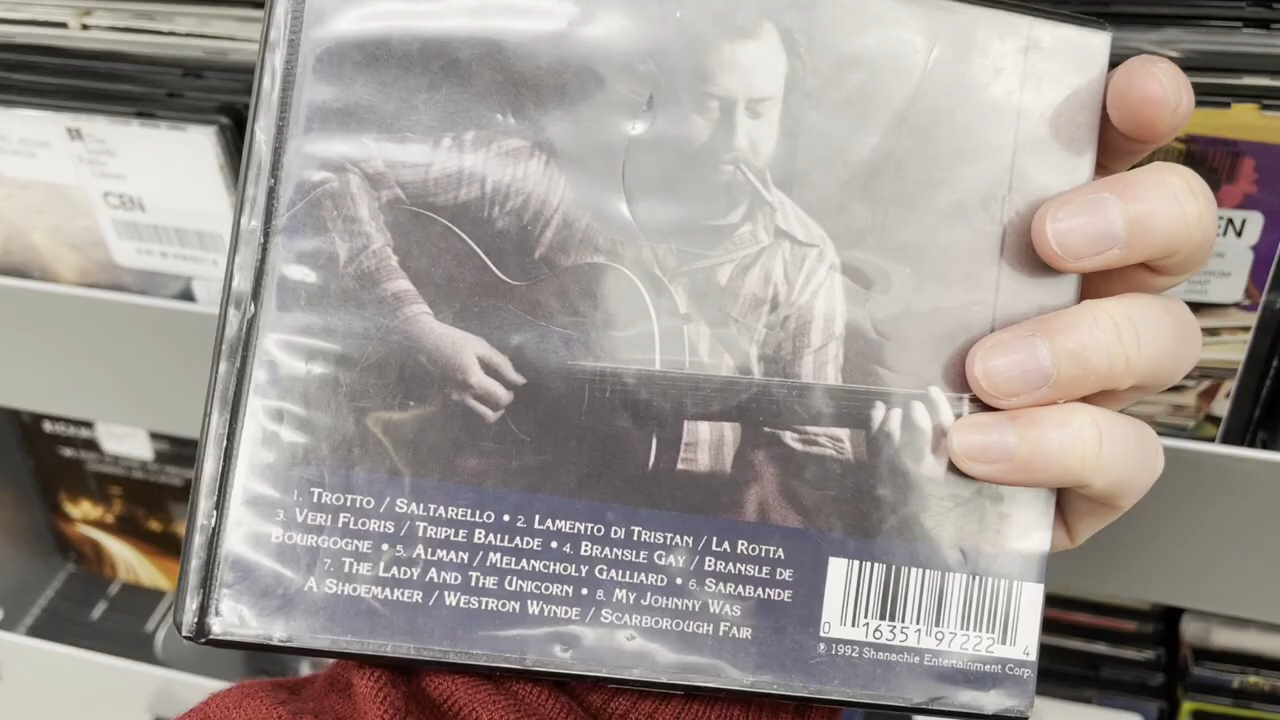 CBN
EN
1. TROTTO / SALTARELLO • 2. LAMENTO DI TRISTAN / LA ROTTA
3. VERI FLORIS / TRIPLE BALLADE • 4. BRANSLE GAY / BRANSLE DE
BOURGOGNE • 5. ALMAN / MELANCHOLY GALLIARD • 6. SARABANDE
7. THE LADY AND THE UNICORN • 8. MY JOHNNY WAS
A SHOEMAKER / WESTRON WYNDE / SCARBOROUGH FAIR
0 16351 97222 4
℗ 1992 Shanachie Entertainment Corp.